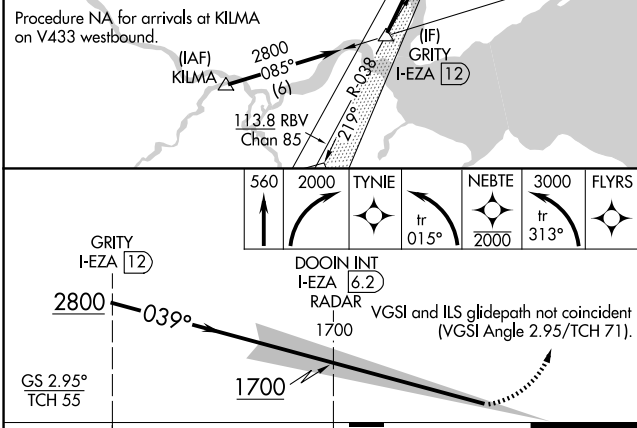 Procedure NA for arrivals at KILMA
on V433 westbound.
(IAF)
KILMA
2800
085°
(6)
(IF)
GRITY
I-EZA 12
R-038
219°
113.8 RBV
Chan 85
560
2000
TYNIE
tr
015°
NEBTE
2000
3000
tr
313°
FLYRS
GRITY
I-EZA 12
DOOIN INT
I-EZA 6.2
RADAR
1700
VGSI and ILS glidepath not coincident
(VGSI Angle 2.95/TCH 71).
2800
039°
1700
GS 2.95°
TCH 55